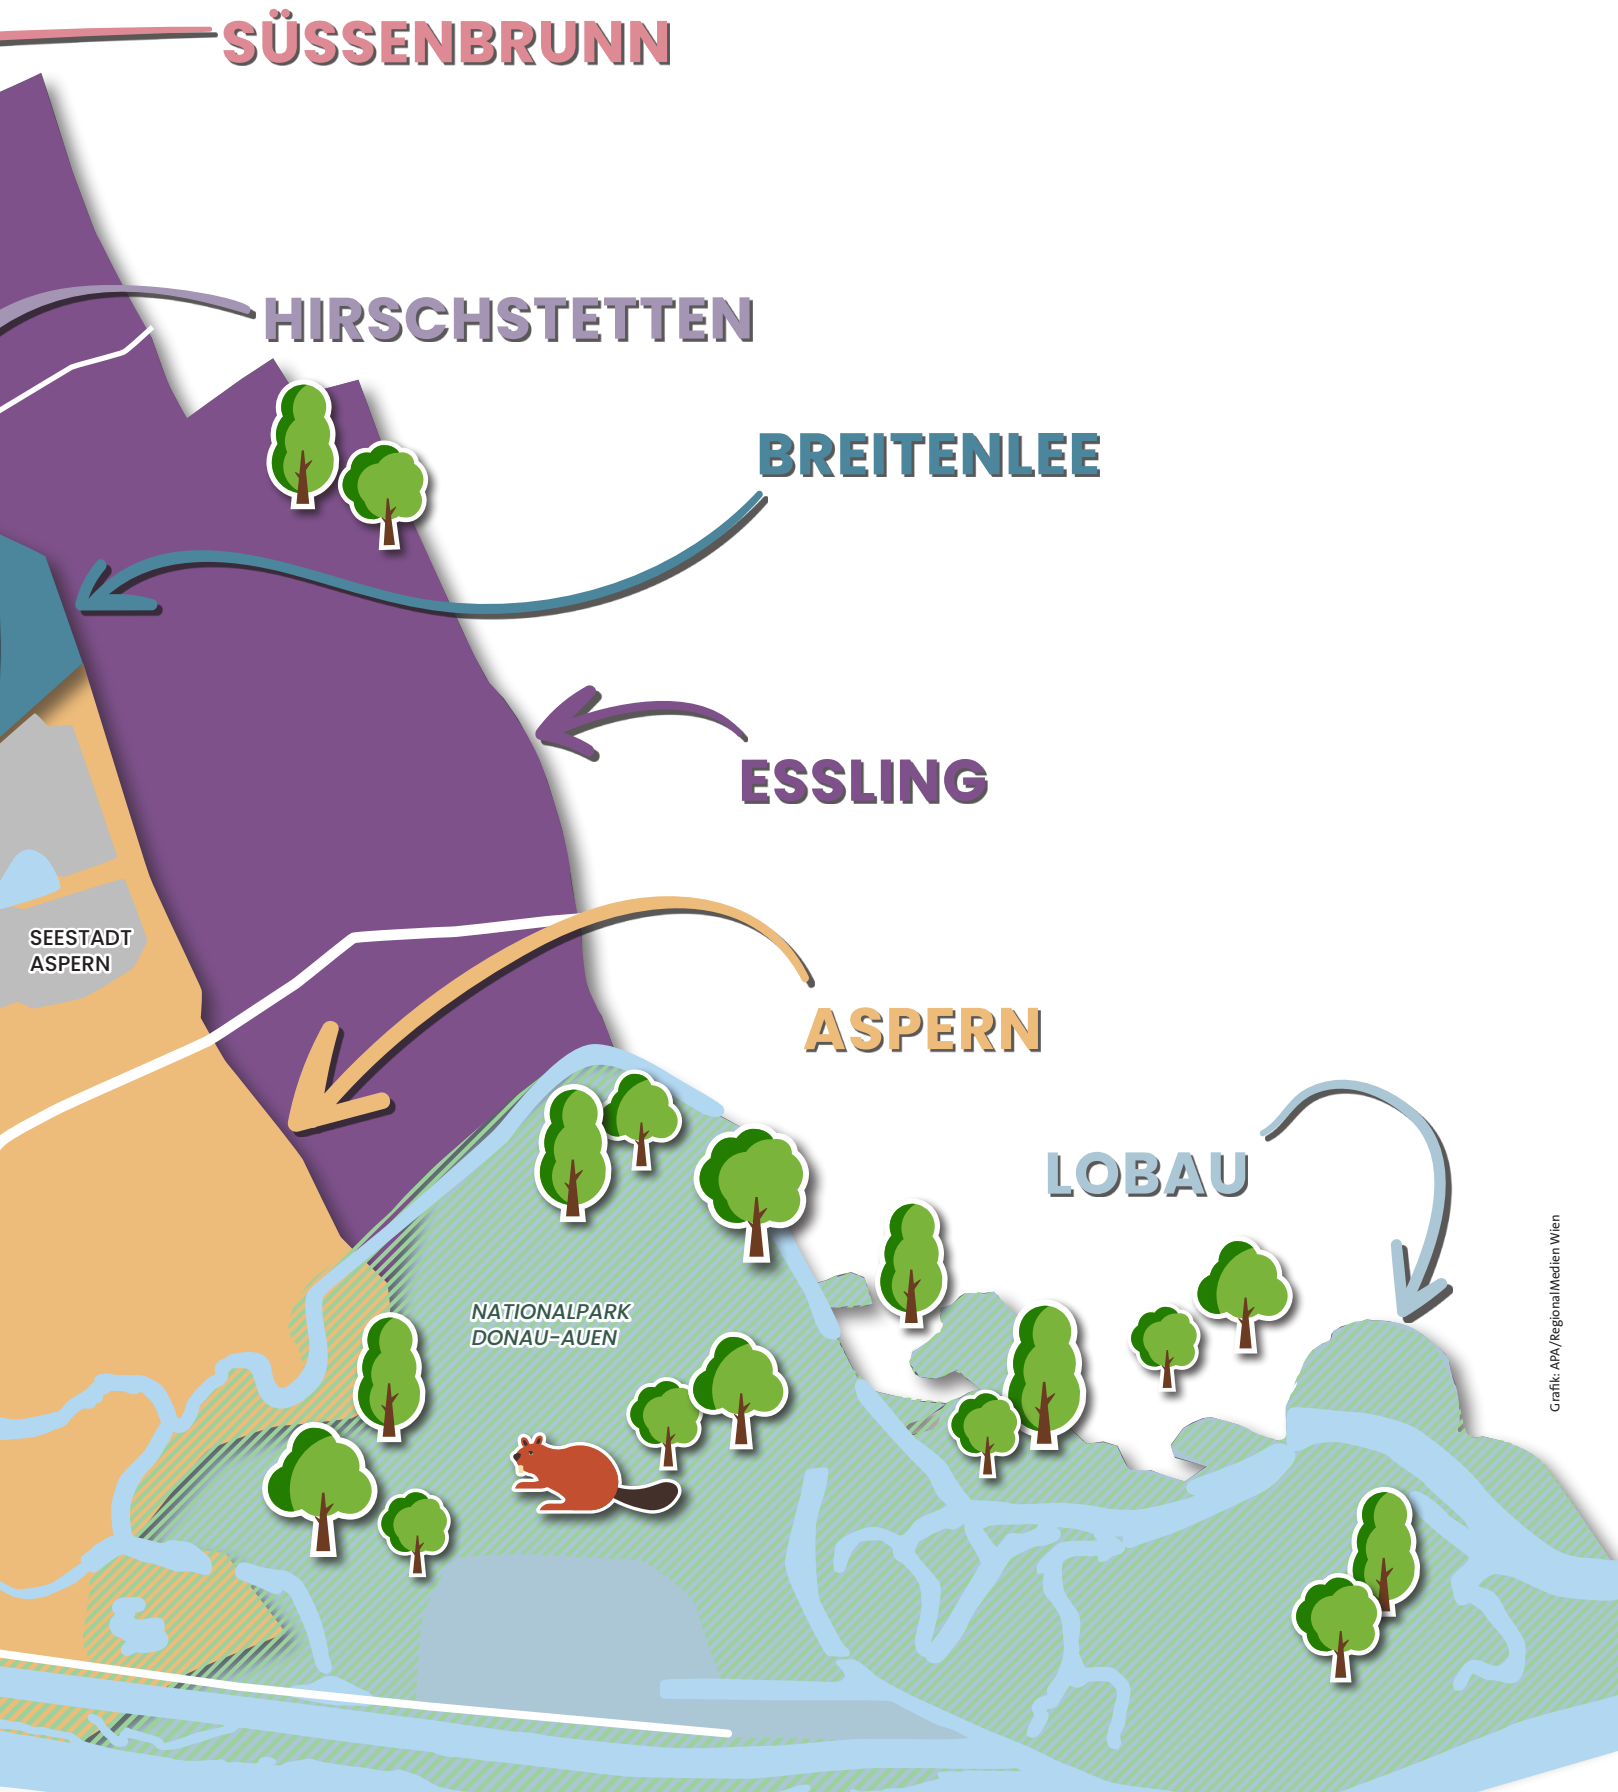 SÜSSENBRUNN
HIRSCHSTETTEN
BREITENLEE
ESSLING
SEESTADT
ASPERN
ASPERN
LOBAU
NATIONALPARK
DONAU-AUEN
Grafik: APA/RegionalMedien Wien